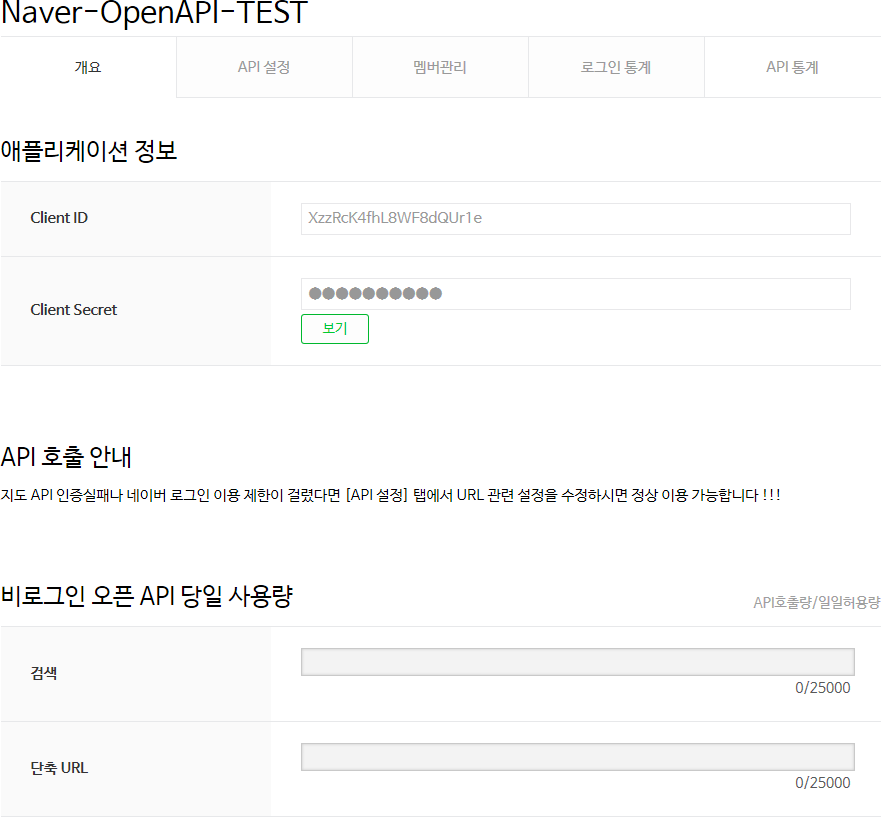 Naver-OpenAPI-TEST
개요 API 설정 멤버관리 로그인 통계 API 통계
애플리케이션 정보
Client ID XzzRcK4fhL8WF8dQUr1e
Client Secret ●●●●●●●●●●
보기
API 호출 안내
지도 API 인증실패나 네이버 로그인 이용 제한이 걸렸다면 [API 설정] 탭에서 URL 관련 설정을 수정하시면 정상 이용 가능합니다 !!!
비로그인 오픈 API 당일 사용량
API호출량/일일허용량
검색
0/25000
단축 URL
0/25000